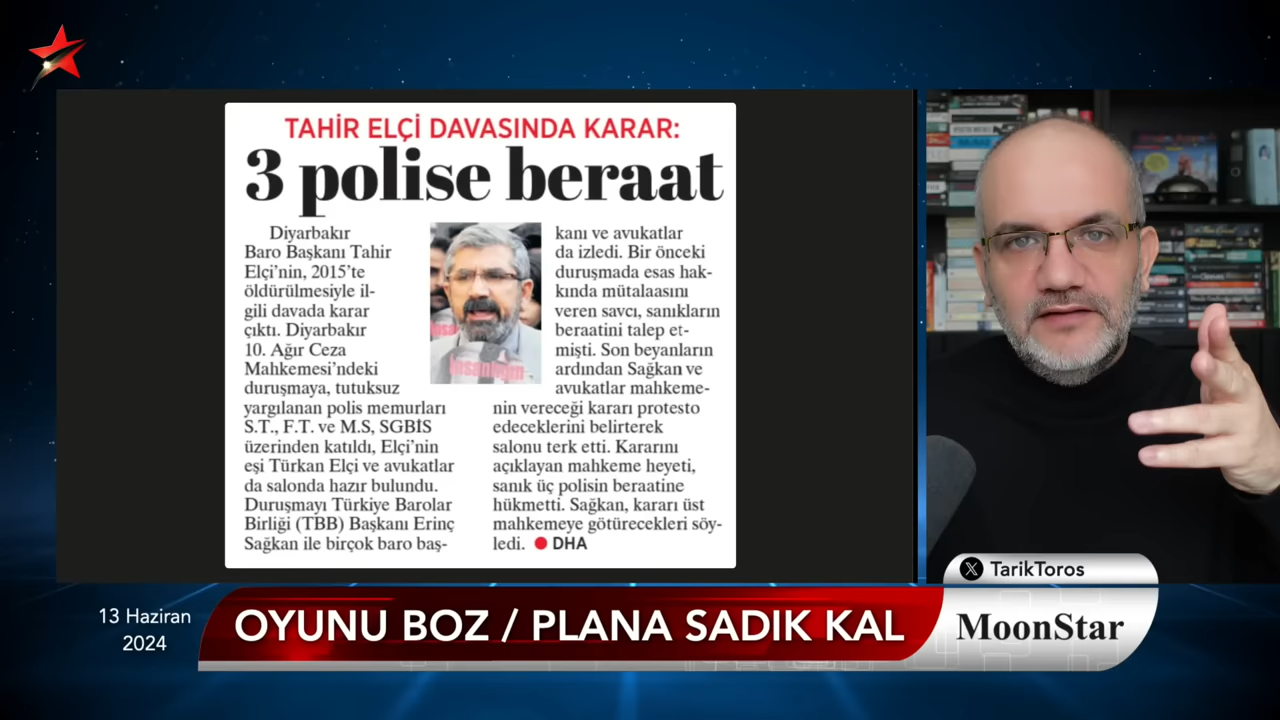 TAHİR ELÇİ DAVASINDA KARAR:
3 polise beraat
Diyarbakır
Baro Başkanı Tahir
Elçi'nin, 2015'te
öldürülmesiyle il-
gili davada karar
çıktı. Diyarbakır
10. Ağır Ceza
Mahkemesi'ndeki
duruşmaya, tutuksuz
yargılanan polis memurları
S.T., F.T. ve M.S, SGBİS
üzerinden katıldı, Elçi'nin
eşi Türkan Elçi ve avukatlar
da salonda hazır bulundu.
Duruşmayı Türkiye Barolar
Birliği (TBB) Başkanı Erinç
Sağkan ile birçok baro baş-
kanı ve avukatlar
da izledi. Bir önceki
duruşmada esas hak-
kında mütalaasını
veren savcı, sanıkların
beraatini talep et-
mişti. Son beyanların
ardından Sağkan ve
avukatlar mahkeme-
nin vereceği kararı protesto
edeceklerini belirterek
salonu terk etti. Kararını
açıklayan mahkeme heyeti,
sanık üç polisin beraatine
hükmetti. Sağkan, kararı üst
mahkemeye götürecekleri söy-
ledi. DHA
X TarikToros
13 Haziran
2024
OYUNU BOZ / PLANA SADIK KAL
MoonStar